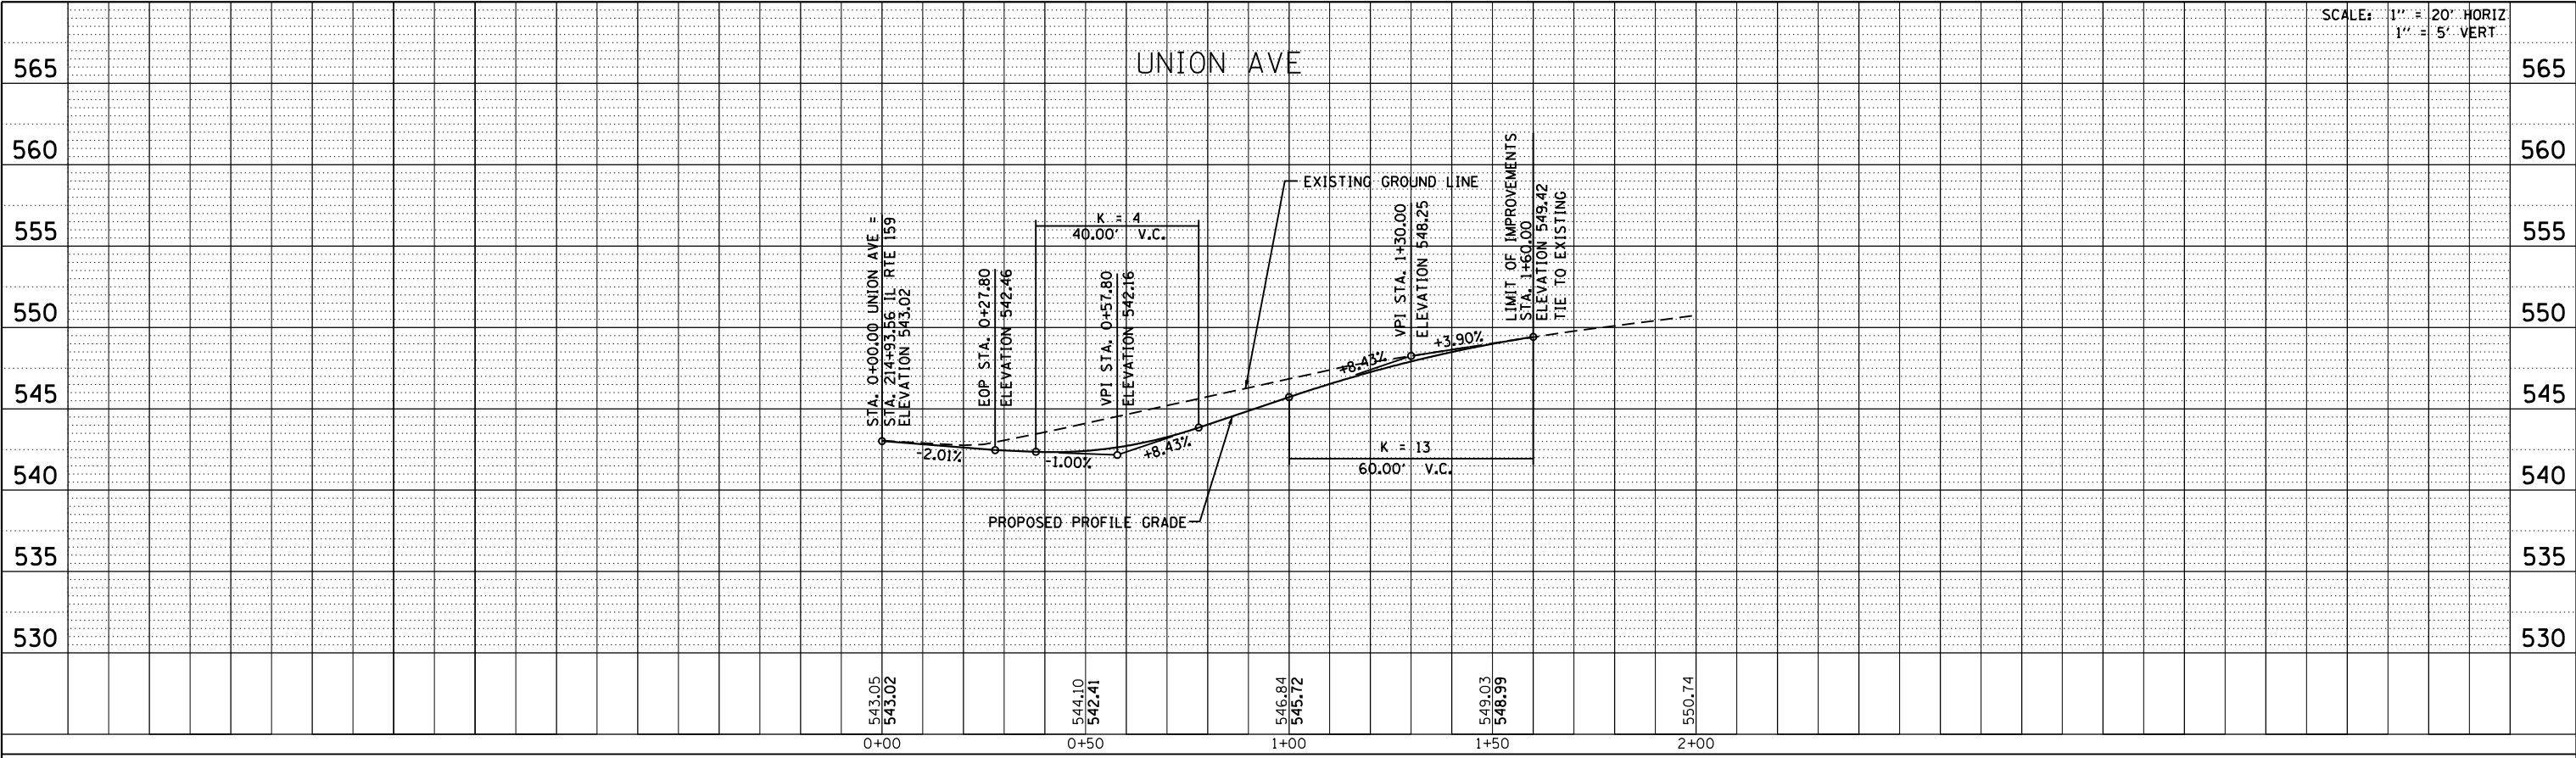 SCALE: 1" = 20' HORIZ
1" = 5' VERT
UNION AVE
565
565
560
560
555
555
550
550
545
545
540
540
535
535
530
530
STA. 0+00.00 UNION AVE =
STA. 214+93.56 IL RTE 159
ELEVATION 543.02
EOP STA. 0+27.80
ELEVATION 542.46
K = 4
40.00' V.C.
VPI STA. 0+57.80
ELEVATION 542.16
EXISTING GROUND LINE
VPI STA. 1+30.00
ELEVATION 548.25
LIMIT OF IMPROVEMENTS
STA. 1+60.00
ELEVATION 549.42
TIE TO EXISTING
-2.01%
-1.00%
+8.43%
+8.43%
+3.90%
K = 13
60.00' V.C.
PROPOSED PROFILE GRADE
543.05
543.02
544.10
542.41
546.84
545.72
549.03
548.99
550.74
0+00
0+50
1+00
1+50
2+00